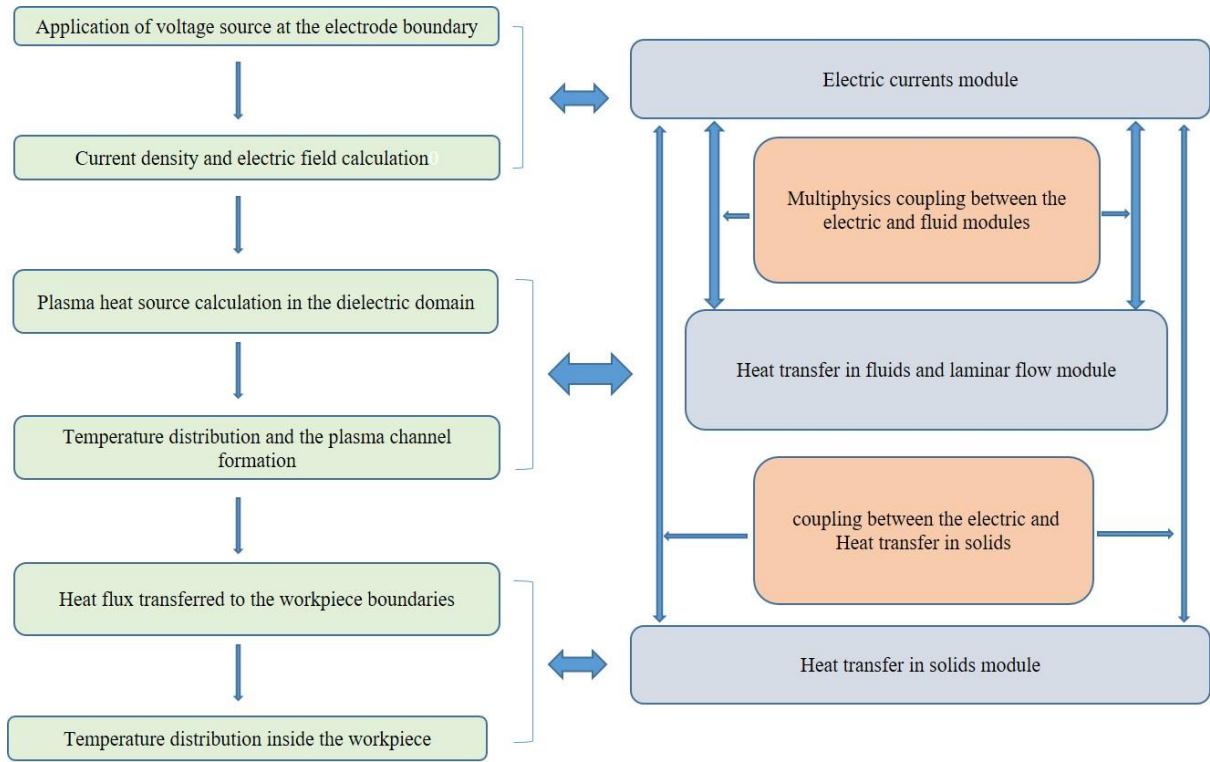 Application of voltage source at the electrode boundary
Current density and electric field calculation0
Plasma heat source calculation in the dielectric domain
Temperature distribution and the plasma channel
formation
Heat flux transferred to the workpiece boundaries
Temperature distribution inside the workpiece
Electric currents module
Multiphysics coupling between the
electric and fluid modules
Heat transfer in fluids and laminar flow module
coupling between the electric and
Heat transfer in solids
Heat transfer in solids module